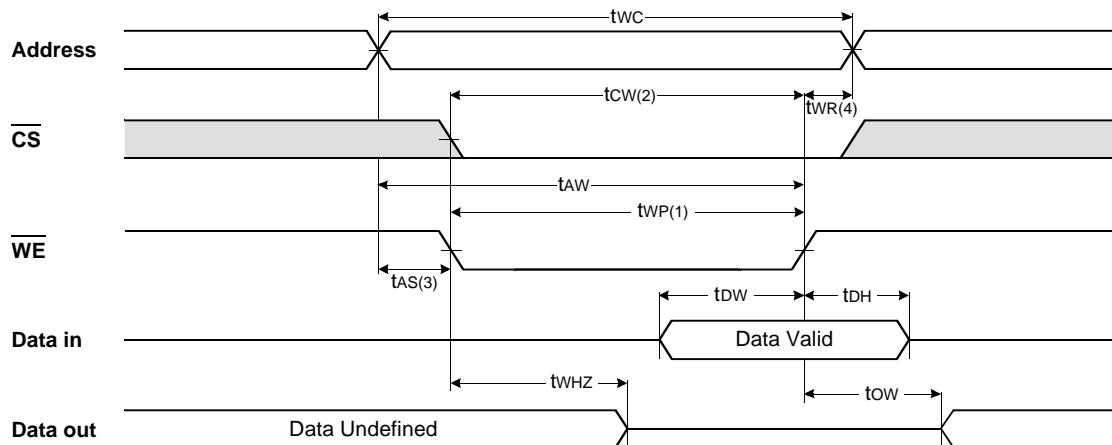 tWC
Address
tCW(2)
tWR(4)
CS
tAW
tWP(1)
WE
tAS(3)
tDW
tDH
Data in
Data Valid
tWHZ
tOW
Data out
Data Undefined